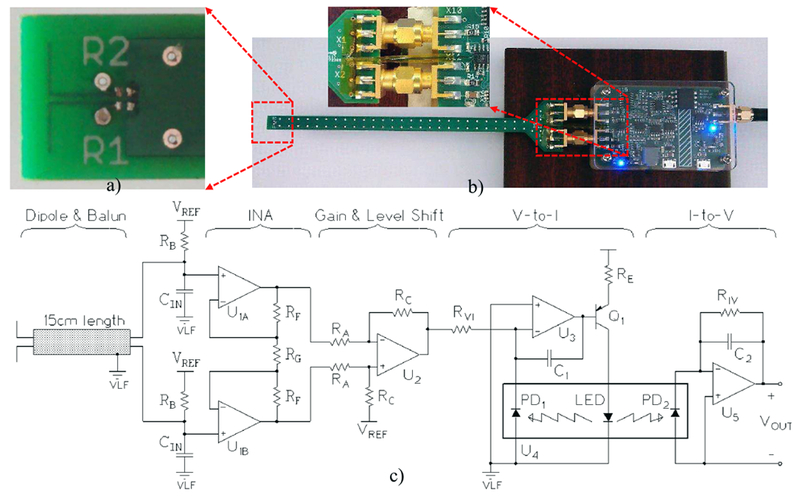 R2
R1
a)
X10
X1
X2
b)
Dipole & Balun
INA
Gain & Level Shift
V-to-I
I-to-V
VREF
RB
CIN
VLF
15cm length
VLF
U1A
RF
RG
RF
VREF
RB
CIN
VLF
U1B
RA
RA
RC
U2
RC
VREF
RVI
U3
C1
RE
Q1
PD1
LED
PD2
U4
VLF
RIV
C2
U5
VOUT
c)